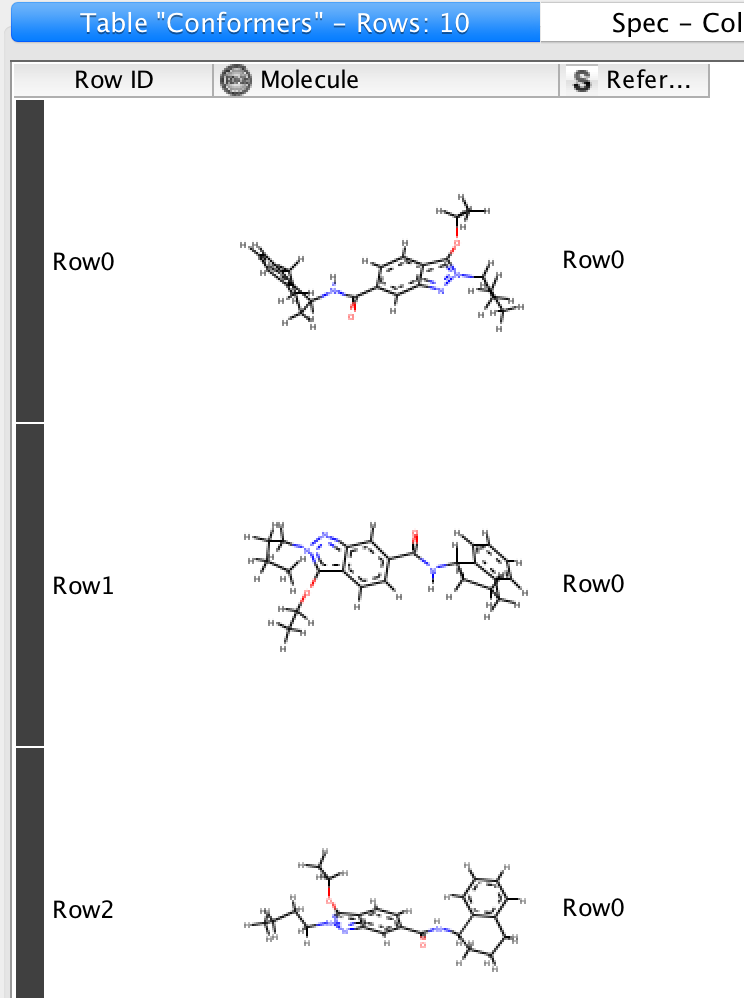 Table "Conformers" – Rows: 10 Spec – Col
Row ID Molecule S Refer...
Row0 Row0
Row1 Row0
Row2 Row0